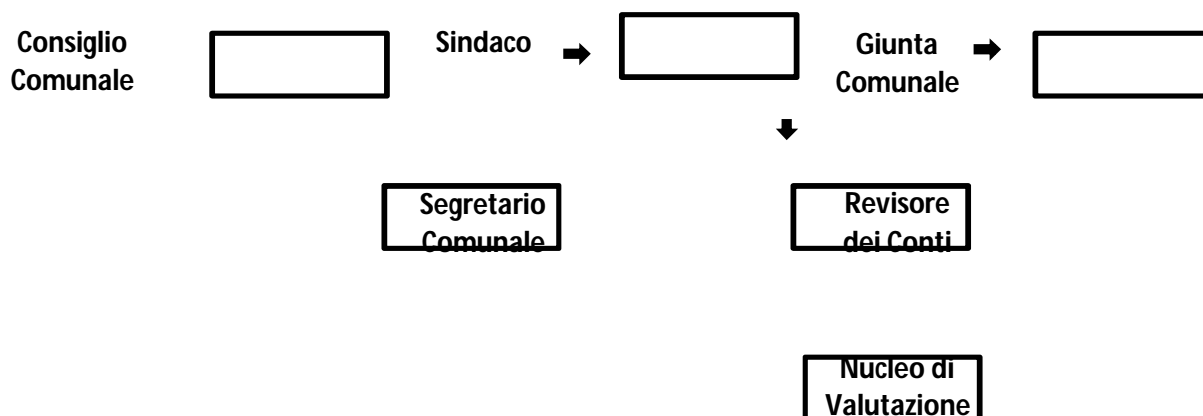 Consiglio
Comunale
Sindaco
Giunta
Comunale
Segretario
Comunale
Revisore
dei Conti
Nucleo di
Valutazione